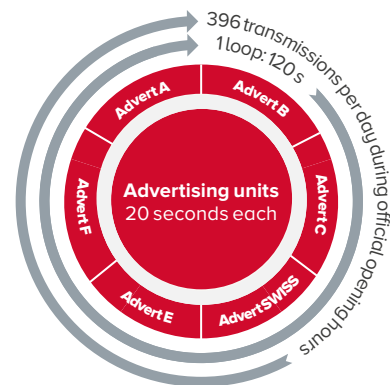 396 transmissions per day during official opening hours
1 loop: 120 s
Advert A
Advert B
Advert C
Advert SWISS
Advert E
Advert F
Advertising units
20 seconds each